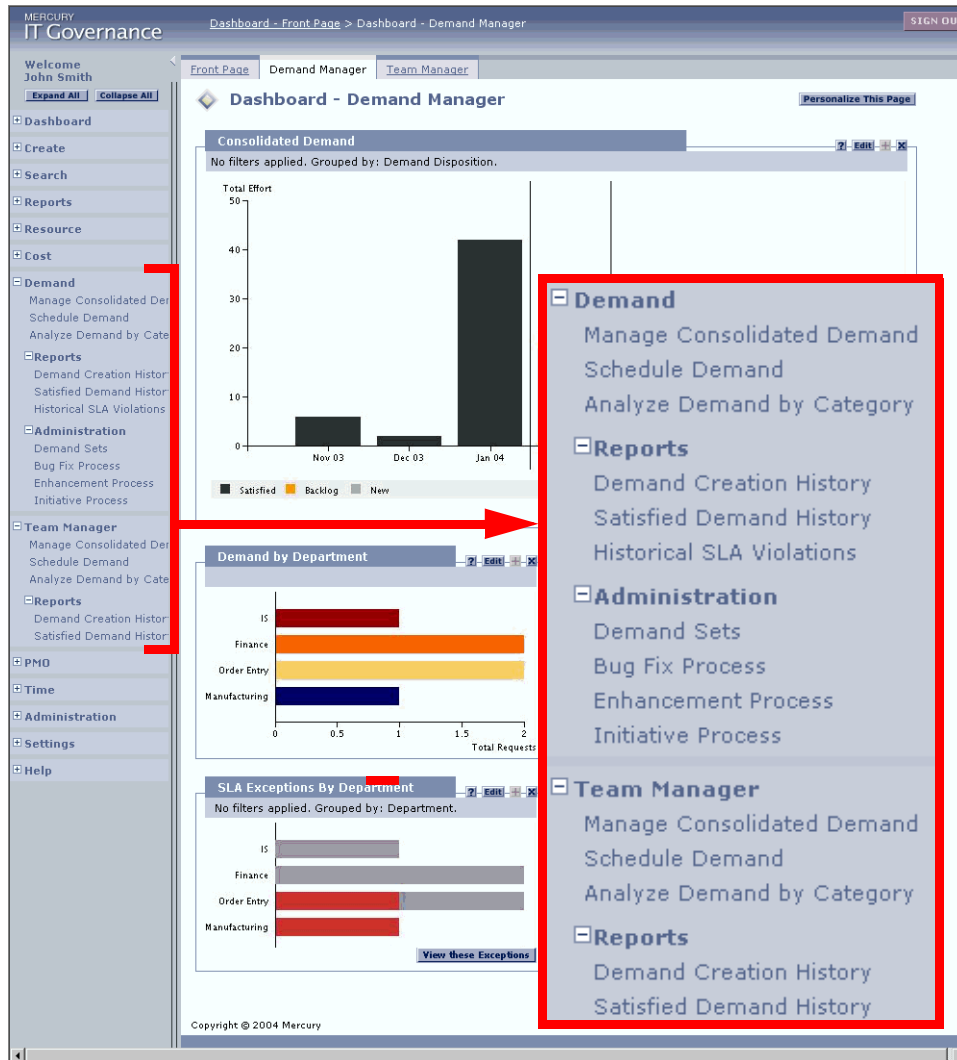 MERCURY
IT Governance
Dashboard - Front Page > Dashboard - Demand Manager
SIGN OU
Welcome
John Smith
Expand All Collapse All
Dashboard
Create
Search
Reports
Resource
Cost
Demand
Manage Consolidated Der
Schedule Demand
Analyze Demand by Cate
Reports
Demand Creation Histor
Satisfied Demand Histor
Historical SLA Violations
Administration
Demand Sets
Bug Fix Process
Enhancement Process
Initiative Process
Team Manager
Manage Consolidated Der
Schedule Demand
Analyze Demand by Cate
Reports
Demand Creation Histor
Satisfied Demand Histor
PMO
Time
Administration
Settings
Help
Front Page Demand Manager Team Manager
Dashboard - Demand Manager
Personalize This Page
Consolidated Demand
? Edit + X
No filters applied. Grouped by: Demand Disposition.
Total Effort
50
40
30
20
10
0
Nov 03 Dec 03 Jan 04
Satisfied Backlog New
Demand by Department
? Edit + X
IS
Finance
Order Entry
Manufacturing
0 0.5 1 1.5 2
Total Requests
SLA Exceptions By Department
? Edit + X
No filters applied. Grouped by: Department.
IS
Finance
Order Entry
Manufacturing
View these Exceptions
Copyright © 2004 Mercury
Demand
Manage Consolidated Demand
Schedule Demand
Analyze Demand by Category
Reports
Demand Creation History
Satisfied Demand History
Historical SLA Violations
Administration
Demand Sets
Bug Fix Process
Enhancement Process
Initiative Process
Team Manager
Manage Consolidated Demand
Schedule Demand
Analyze Demand by Category
Reports
Demand Creation History
Satisfied Demand History